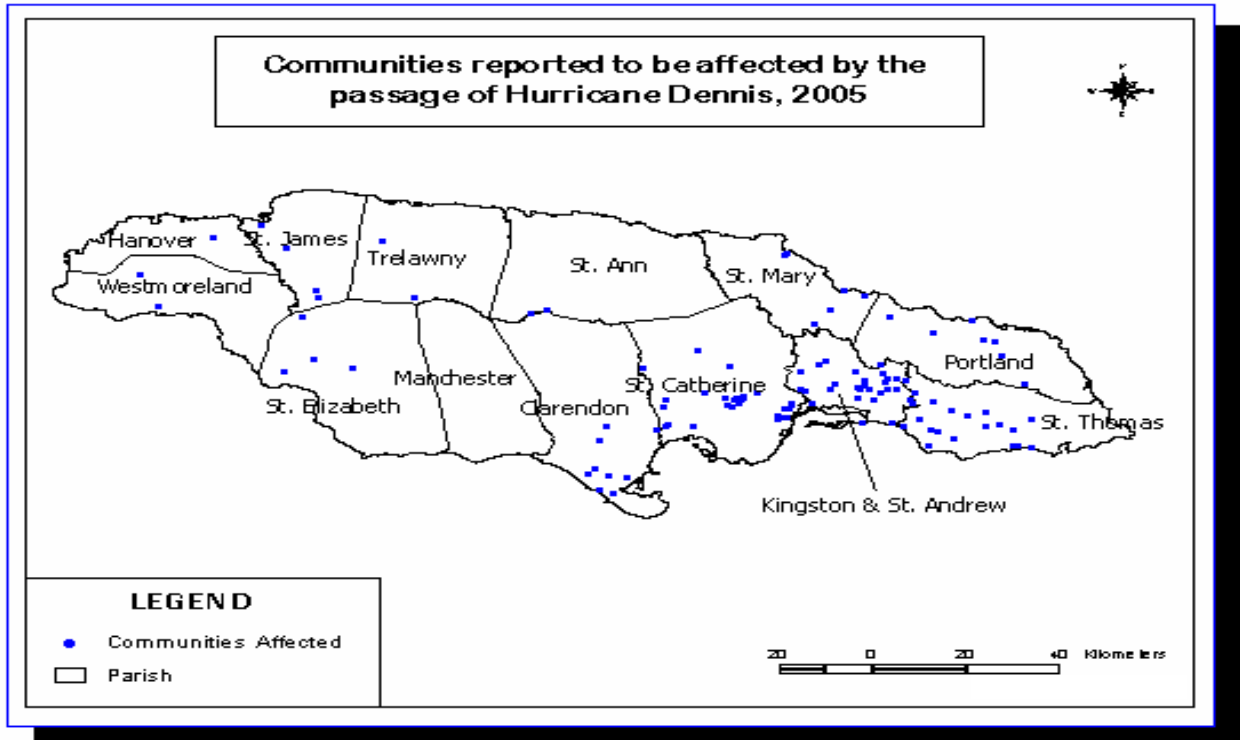 Communities reported to be affected by the
passage of Hurricane Dennis, 2005
Hanover
St. James
Trelawny
St. Ann
St. Mary
Westmoreland
Portland
Manchester
St. Catherine
St. Elizabeth
Clarendon
St. Thomas
Kingston & St. Andrew
LEGEND
Communities Affected
Parish
20 0 20 40 Kilometers